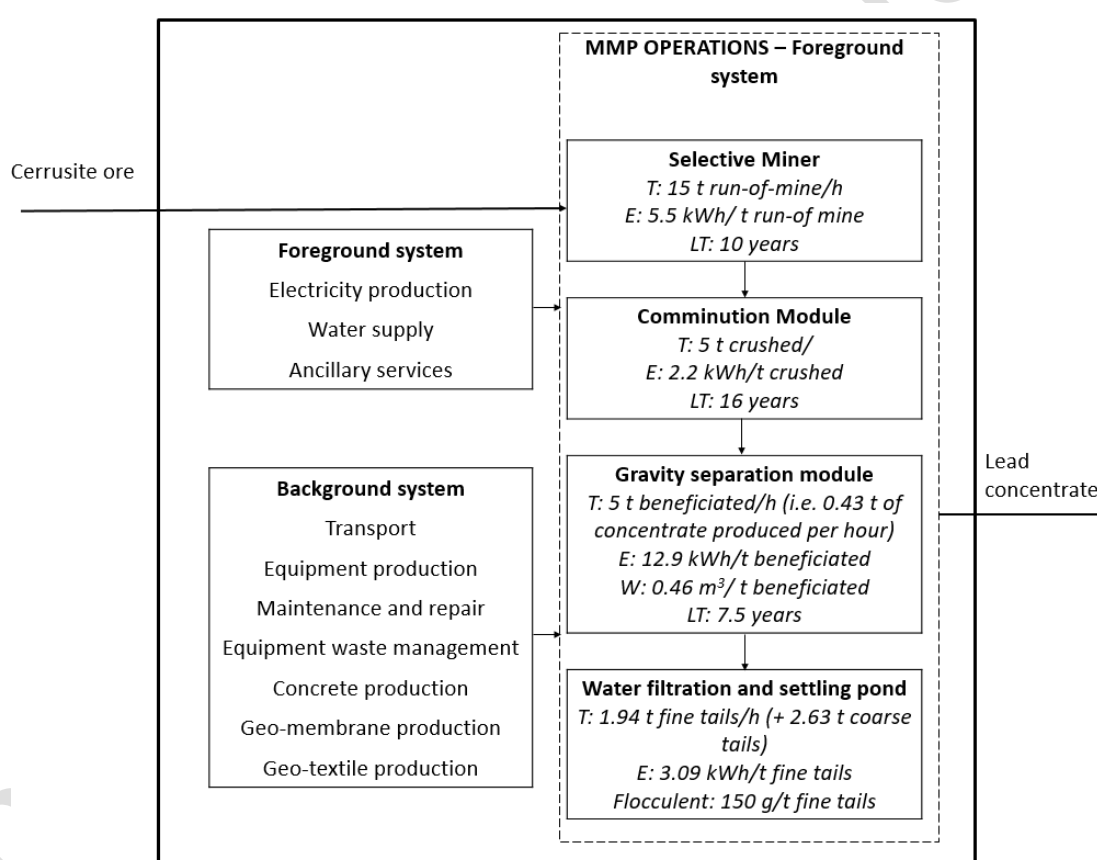 MMP OPERATIONS – Foreground
system
Cerrusite ore
Selective Miner
T: 15 t run-of-mine/h
E: 5.5 kWh/ t run-of mine
LT: 10 years
Foreground system
Electricity production
Water supply
Ancillary services
Comminution Module
T: 5 t crushed/
E: 2.2 kWh/t crushed
LT: 16 years
Gravity separation module
T: 5 t beneficiated/h (i.e. 0.43 t of
concentrate produced per hour)
E: 12.9 kWh/t beneficiated
W: 0.46 m³/ t beneficiated
LT: 7.5 years
Lead
concentrate
Background system
Transport
Equipment production
Maintenance and repair
Equipment waste management
Concrete production
Geo-membrane production
Geo-textile production
Water filtration and settling pond
T: 1.94 t fine tails/h (+ 2.63 t coarse
tails)
E: 3.09 kWh/t fine tails
Flocculent: 150 g/t fine tails